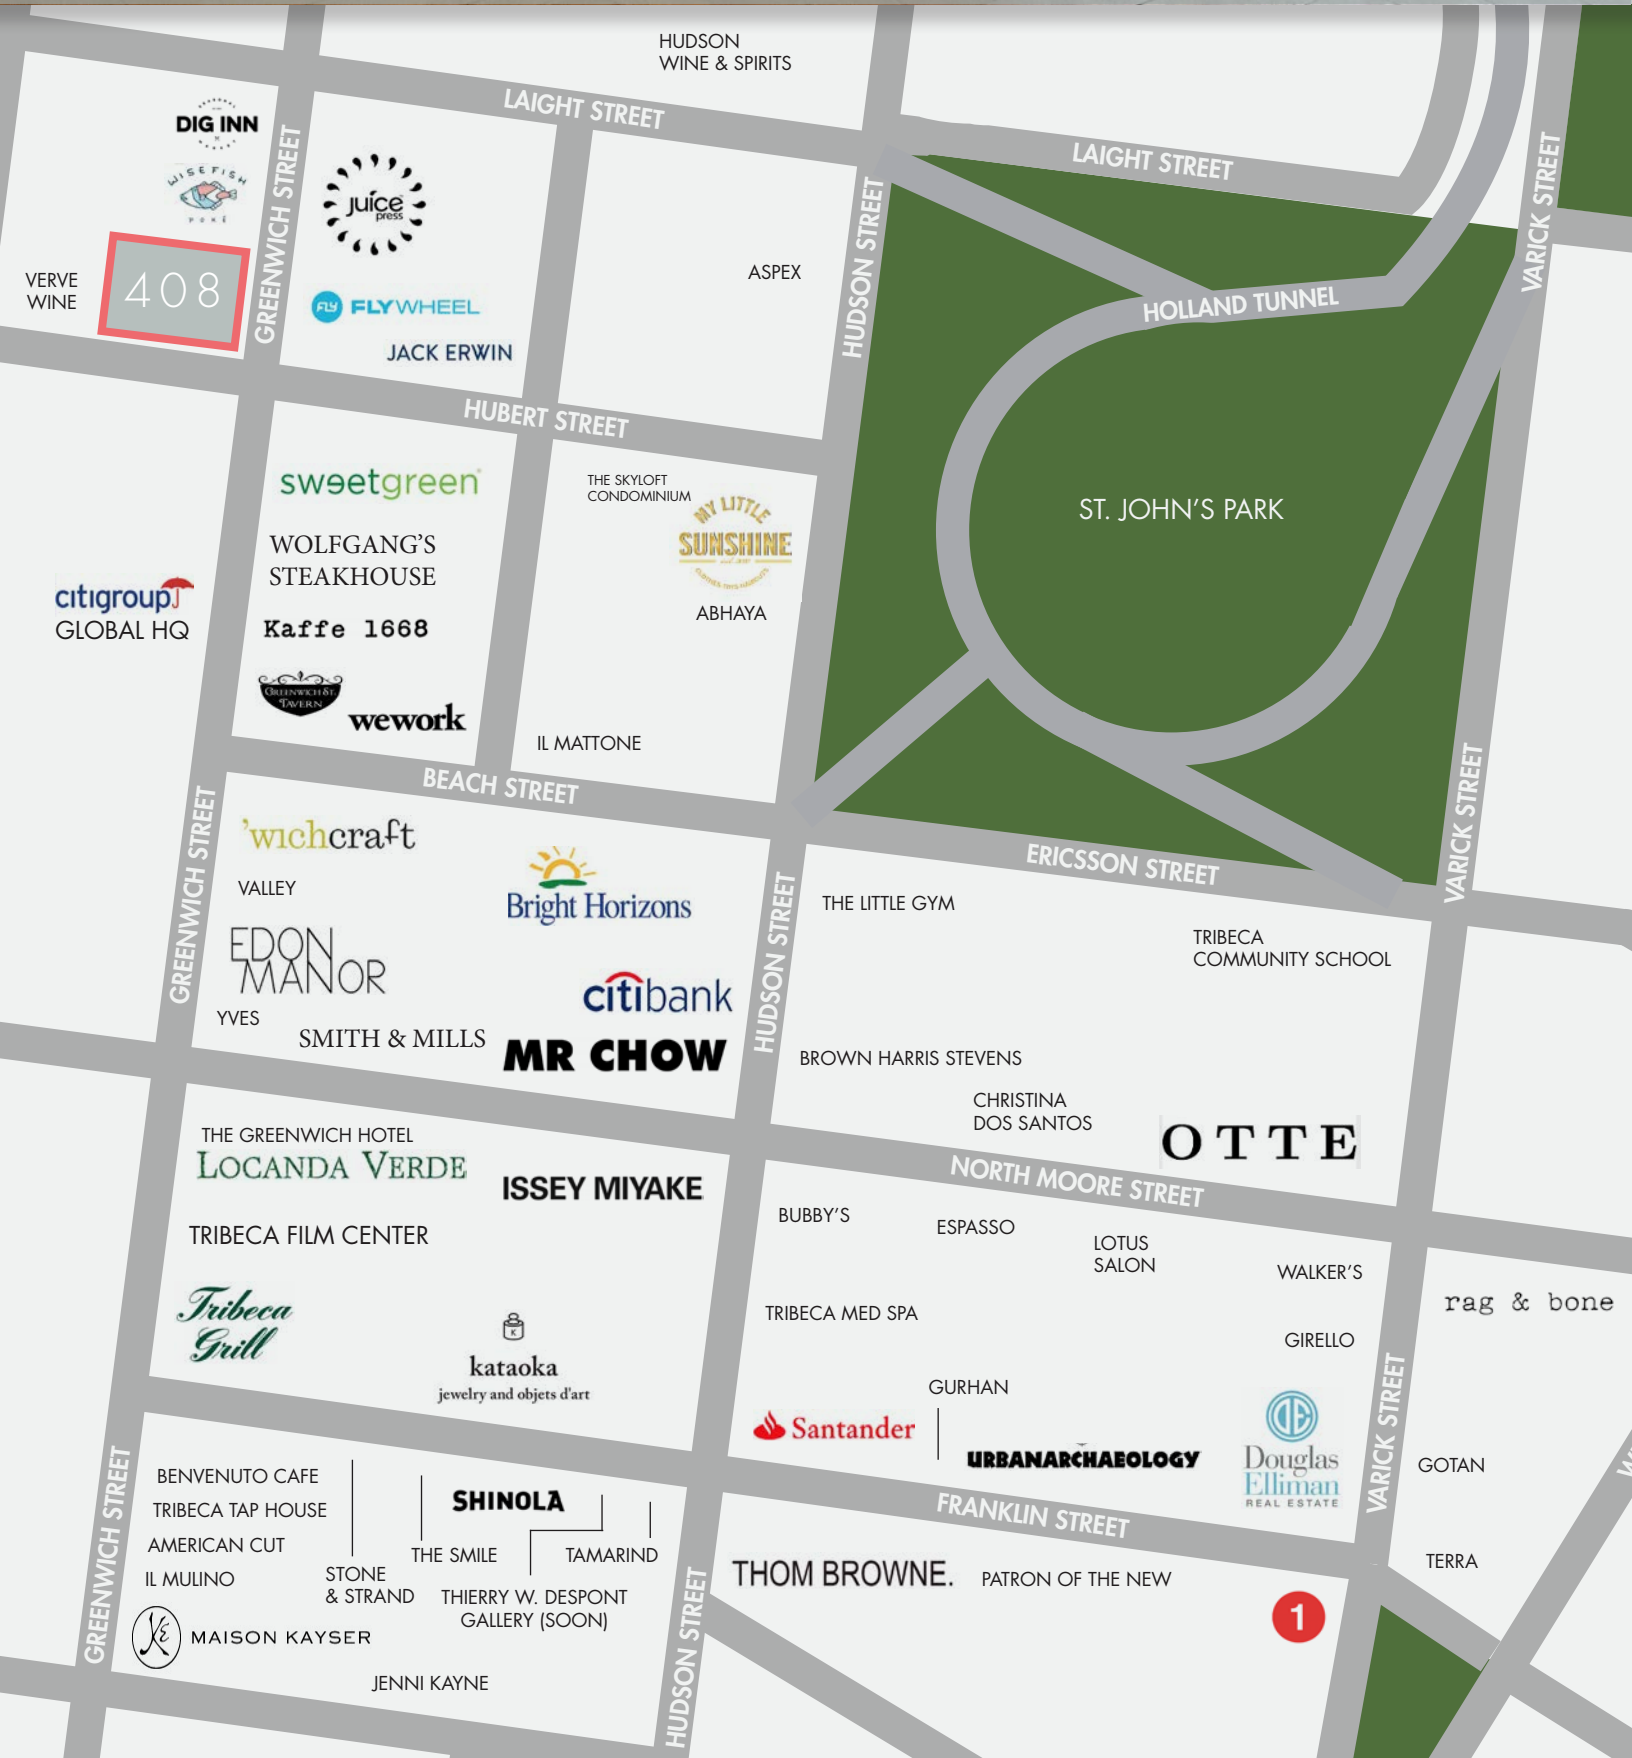 HUDSON
WINE & SPIRITS
LAIGHT STREET
LAIGHT STREET
DIG INN
WISEFISH
POKÉ
GREENWICH STREET
juice
press
HUDSON STREET
VARICK STREET
VERVE
WINE
408
ASPEX
HOLLAND TUNNEL
FLY FLYWHEEL
JACK ERWIN
HUBERT STREET
sweetgreen
THE SKYLOFT
CONDOMINIUM
MY LITTLE
SUNSHINE
ST. JOHN'S PARK
WOLFGANG'S
STEAKHOUSE
citigroup
GLOBAL HQ
ABHAYA
Kaffe 1668
GREENWICH ST.
TAVERN
wework
IL MATTONE
BEACH STREET
GREENWICH STREET
VARICK STREET
'wichcraft
VALLEY
Bright Horizons
ERICSSON STREET
HUDSON STREET
THE LITTLE GYM
EDON
MANOR
TRIBECA
COMMUNITY SCHOOL
citibank
YVES
SMITH & MILLS
MR CHOW
BROWN HARRIS STEVENS
CHRISTINA
DOS SANTOS
OTTE
THE GREENWICH HOTEL
LOCANDA VERDE
ISSEY MIYAKE
NORTH MOORE STREET
TRIBECA FILM CENTER
BUBBY'S
ESPASSO
LOTUS
SALON
WALKER'S
rag & bone
Tribeca
Grill
TRIBECA MED SPA
GIRELLO
K
kataoka
jewelry and objets d'art
GURHAN
Santander
URBANARCHAEOLOGY
DE
Douglas
Elliman
REAL ESTATE
VARICK STREET
GOTAN
GREENWICH STREET
BENVENUTO CAFE
TRIBECA TAP HOUSE
AMERICAN CUT
IL MULINO
SHINOLA
FRANKLIN STREET
THE SMILE
TAMARIND
STONE
& STRAND
THIERRY W. DESPONT
GALLERY (SOON)
THOM BROWNE.
PATRON OF THE NEW
TERRA
1
HUDSON STREET
MAISON KAYSER
JENNI KAYNE